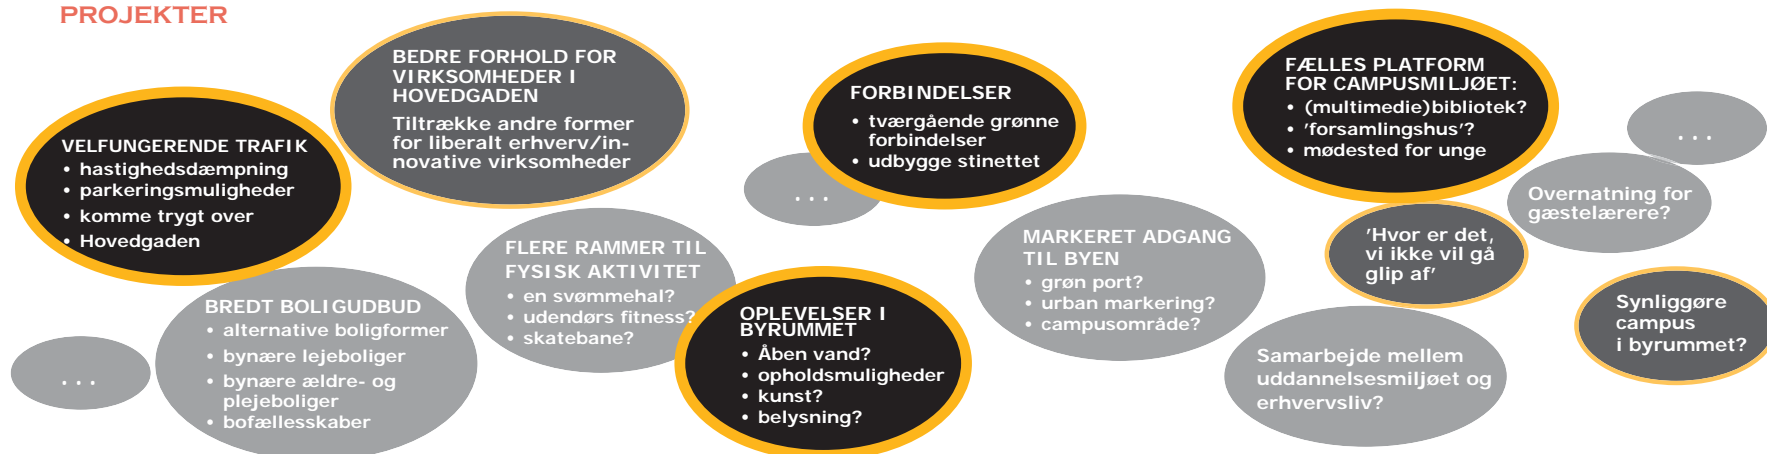 PROJEKTER
VELFUNGERENDE TRAFIK
• hastighedsdæmpning
• parkeringsmuligheder
• komme trygt over
• Hovedgaden
BEDRE FORHOLD FOR
VIRKSOMHEDER I
HOVEDGADEN
Tiltrække andre former
for liberalt erhverv/in-
novative virksomheder
FORBINDELSER
• tværgående grønne
forbindelser
• udbygge stinettet
FÆLLES PLATFORM
FOR CAMPUSMILJØET:
• (multimedie)bibliotek?
• 'forsamlingshus'?
• mødested for unge
...
...
Overnatning for
gæstelærere?
FLERE RAMMER TIL
FYSISK AKTIVITET
• en svømmehal?
• udendørs fitness?
• skatebane?
MARKERET ADGANG
TIL BYEN
• grøn port?
• urban markering?
• campusområde?
'Hvor er det,
vi ikke vil gå
glip af'
BREDT BOLIGUDBUD
• alternative boligformer
• bynære lejeboliger
• bynære ældre- og
plejeboliger
• bofællesskaber
OPLEVELSER I
BYRUMMET
• Åben vand?
• opholdsmuligheder
• kunst?
• belysning?
Synliggøre
campus
i byrummet?
Samarbejde mellem
uddannelsesmiljøet og
erhvervsliv?
...